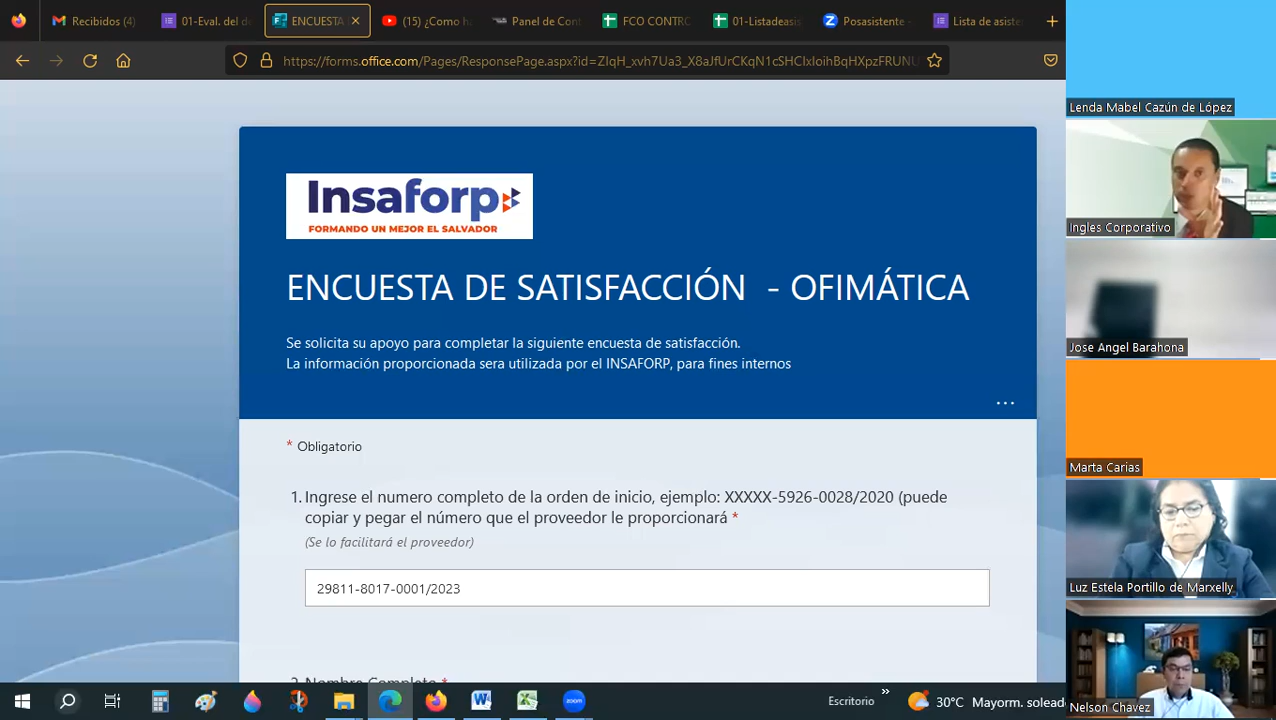 Recibidos (4)
01-Eval. del de
ENCUESTA
(15) ¿Como ha
Panel de Cont
FCO CONTRO
01-Listadeasis
Posasistente -
Lista de asiste
https://forms.office.com/Pages/ResponsePage.aspx?id=
Insaforp
FORMANDO UN MEJOR EL SALVADOR
ENCUESTA DE SATISFACCIÓN - OFIMÁTICA
Se solicita su apoyo para completar la siguiente encuesta de satisfacción.
La información proporcionada sera utilizada por el INSAFORP, para fines internos
...
* Obligatorio
1. Ingrese el numero completo de la orden de inicio, ejemplo: XXXXX-5926-0028/2020 (puede
copiar y pegar el número que el proveedor le proporcionará *
(Se lo facilitará el proveedor)
29811-8017-0001/2023
2. Nombre Completo *
Escritorio
30°C Mayorm. soleado
Lenda Mabel Cazún de López
Ingles Corporativo
Jose Angel Barahona
Marta Carias
Luz Estela Portillo de Marxelly
Nelson Chavez